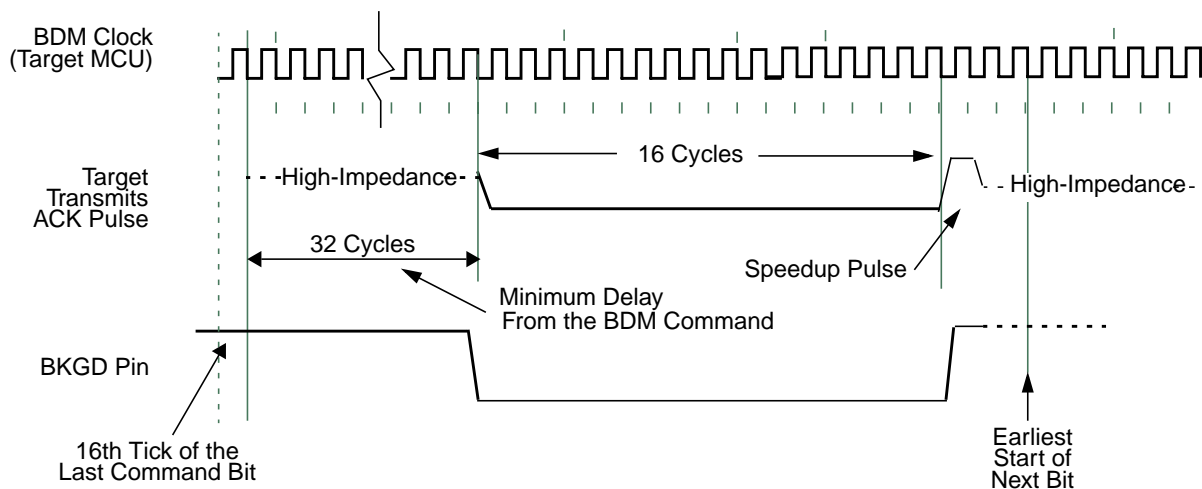 BDM Clock
(Target MCU)
16 Cycles
Target
Transmits
ACK Pulse
High-Impedance
High-Impedance
32 Cycles
Speedup Pulse
Minimum Delay
From the BDM Command
BKGD Pin
16th Tick of the
Last Command Bit
Earliest
Start of
Next Bit